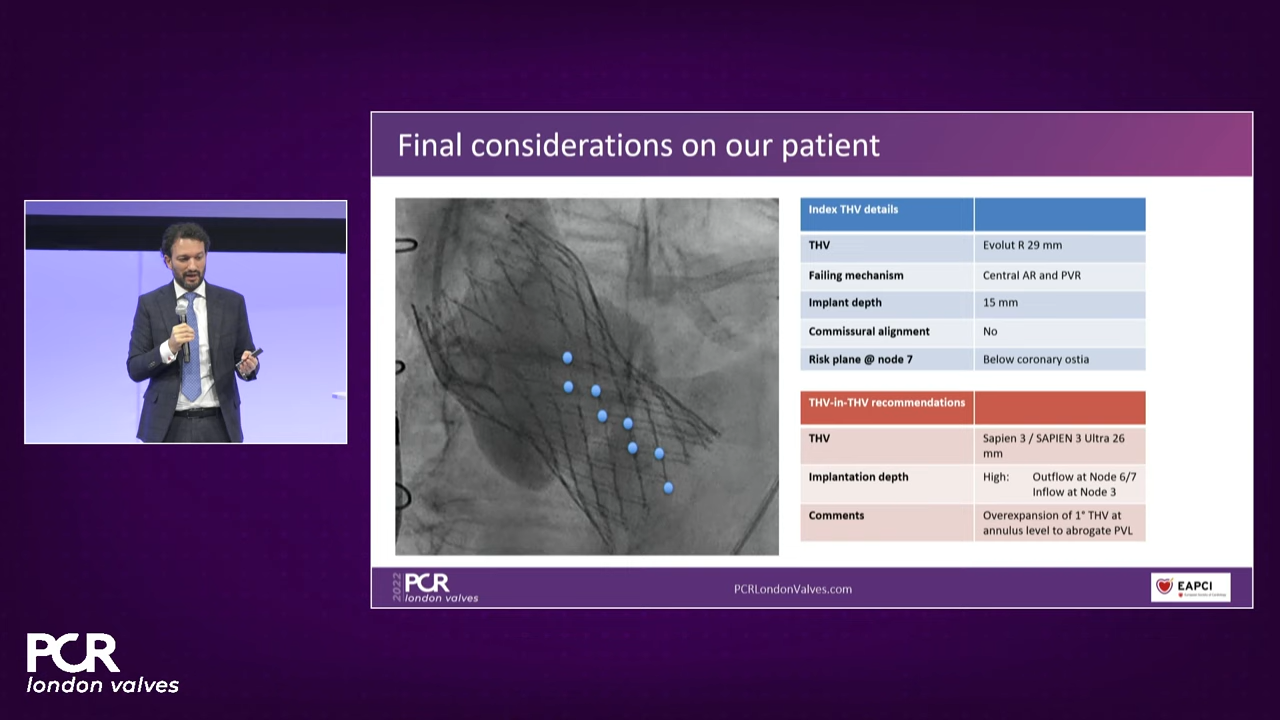 Final considerations on our patient
Index THV details
THV Evolut R 29 mm
Failing mechanism Central AR and PVR
Implant depth 15 mm
Commissural alignment No
Risk plane @ node 7 Below coronary ostia
THV-in-THV recommendations
THV Sapien 3 / SAPIEN 3 Ultra 26
mm
Implantation depth High: Outflow at Node 6/7
Inflow at Node 3
Comments Overexpansion of 1° THV at
annulus level to abrogate PVL
2022
PCR
london valves
PCRLondonValves.com
EAPCI
PCR
london valves